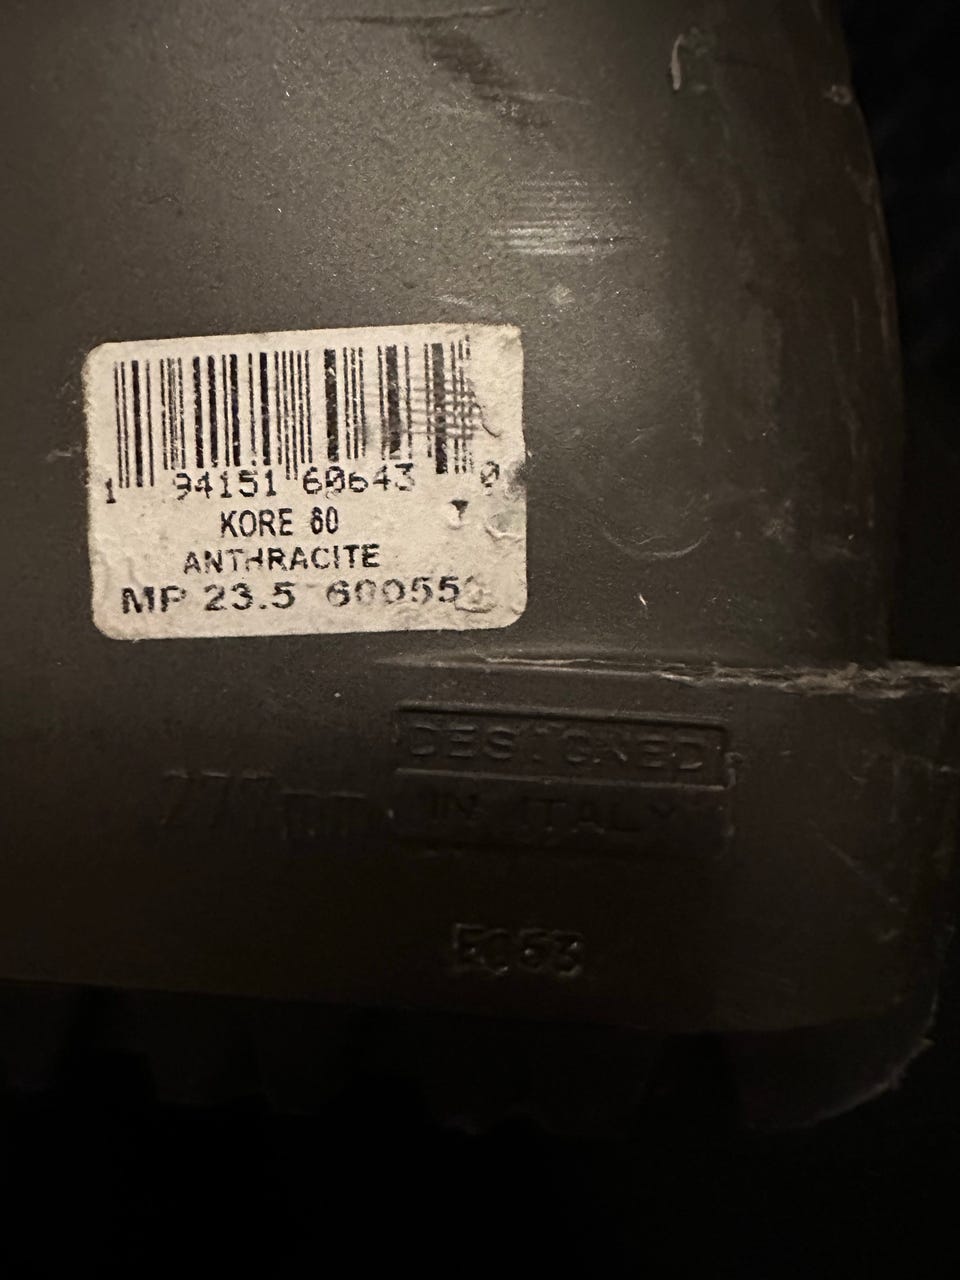 1 94151 60643 0
KORE 60
ANTHRACITE
MP 23.5
DESIGNED
IN ITALY